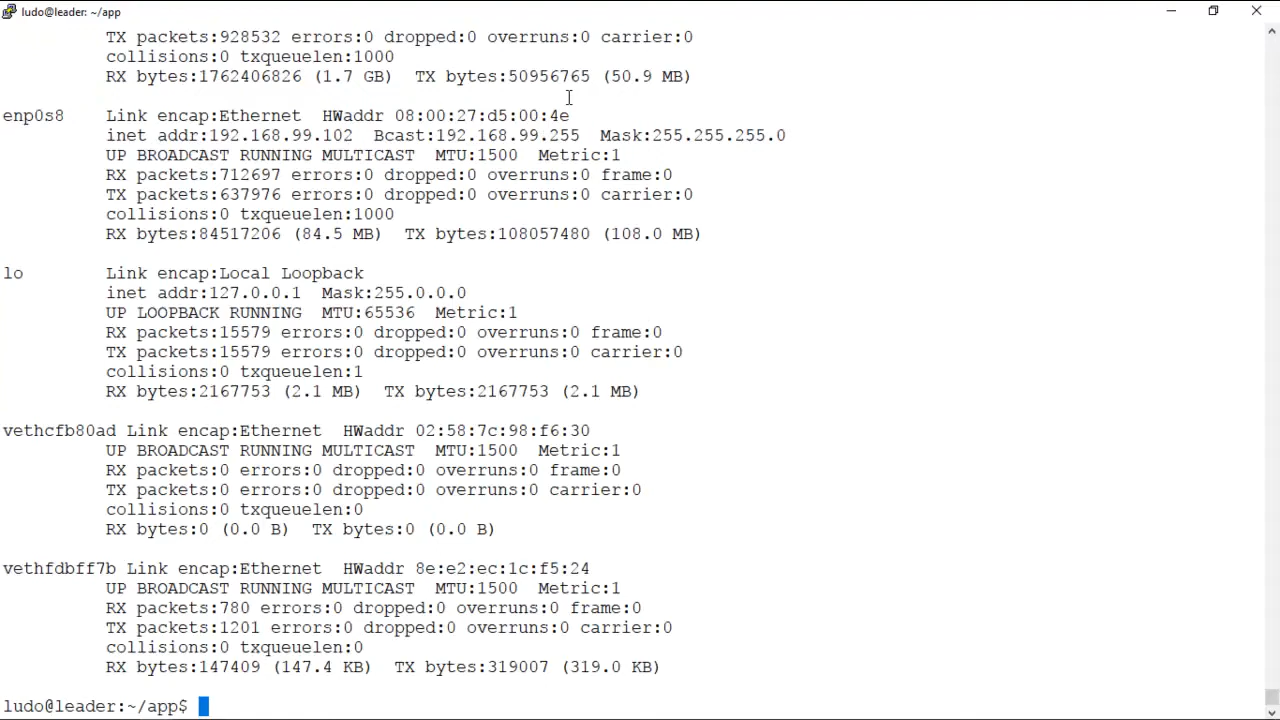 ludo@leader: ~/app
TX packets:928532 errors:0 dropped:0 overruns:0 carrier:0
collisions:0 txqueuelen:1000
RX bytes:1762406826 (1.7 GB)  TX bytes:50956765 (50.9 MB)
enp0s8    Link encap:Ethernet  HWaddr 08:00:27:d5:00:4e
inet addr:192.168.99.102  Bcast:192.168.99.255  Mask:255.255.255.0
UP BROADCAST RUNNING MULTICAST  MTU:1500  Metric:1
RX packets:712697 errors:0 dropped:0 overruns:0 frame:0
TX packets:637976 errors:0 dropped:0 overruns:0 carrier:0
collisions:0 txqueuelen:1000
RX bytes:84517206 (84.5 MB)  TX bytes:108057480 (108.0 MB)
lo        Link encap:Local Loopback
inet addr:127.0.0.1  Mask:255.0.0.0
UP LOOPBACK RUNNING  MTU:65536  Metric:1
RX packets:15579 errors:0 dropped:0 overruns:0 frame:0
TX packets:15579 errors:0 dropped:0 overruns:0 carrier:0
collisions:0 txqueuelen:1
RX bytes:2167753 (2.1 MB)  TX bytes:2167753 (2.1 MB)
vethcfb80ad Link encap:Ethernet  HWaddr 02:58:7c:98:f6:30
UP BROADCAST RUNNING MULTICAST  MTU:1500  Metric:1
RX packets:0 errors:0 dropped:0 overruns:0 frame:0
TX packets:0 errors:0 dropped:0 overruns:0 carrier:0
collisions:0 txqueuelen:0
RX bytes:0 (0.0 B)  TX bytes:0 (0.0 B)
vethfdbff7b Link encap:Ethernet  HWaddr 8e:e2:ec:1c:f5:24
UP BROADCAST RUNNING MULTICAST  MTU:1500  Metric:1
RX packets:780 errors:0 dropped:0 overruns:0 frame:0
TX packets:1201 errors:0 dropped:0 overruns:0 carrier:0
collisions:0 txqueuelen:0
RX bytes:147409 (147.4 KB)  TX bytes:319007 (319.0 KB)
ludo@leader:~/app$